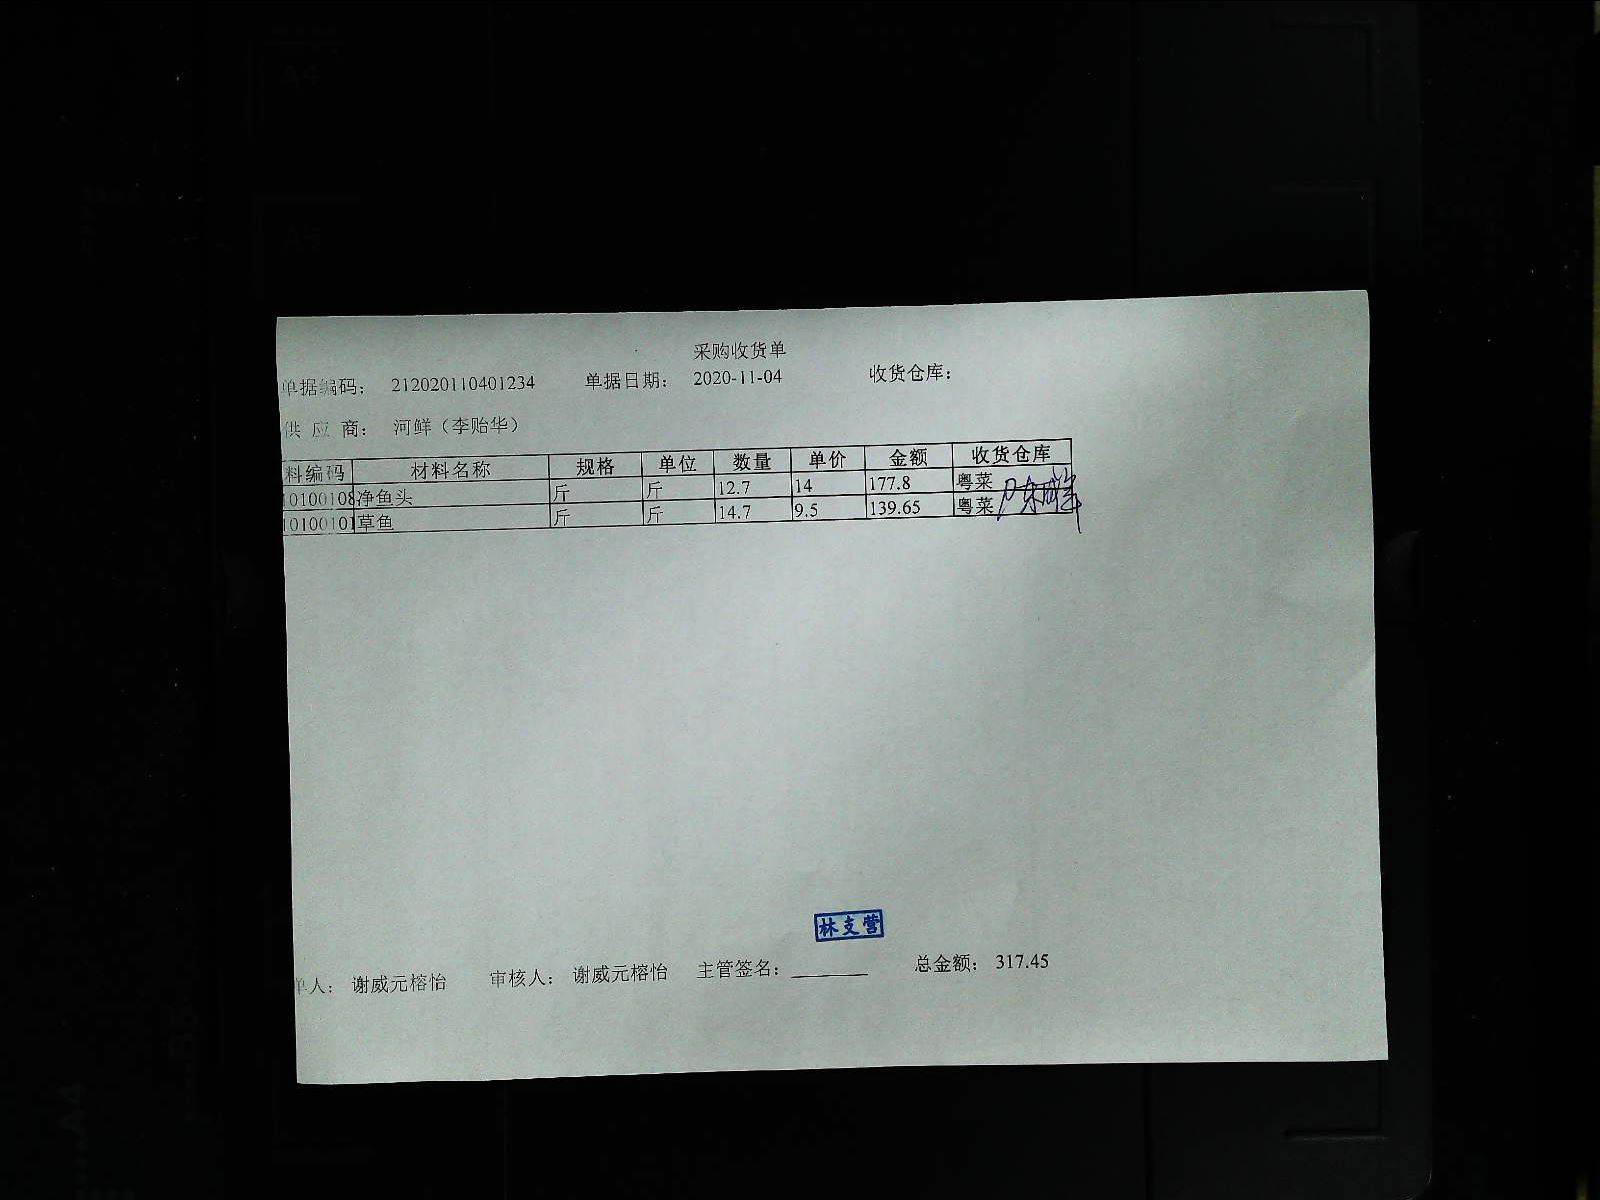 采购收货单
单据编码： 212020110401234 单据日期： 2020-11-04 收货仓库：
供 应 商： 河鲜（李贻华）
料编码 材料名称 规格 单位 数量 单价 金额 收货仓库
10100108 净鱼头 斤 斤 12.7 14 177.8 粤菜
1010010 草鱼 斤 斤 14.7 9.5 139.65 粤菜
林支营
单人： 谢威元榕怡 审核人： 谢威元榕怡 主管签名： 总金额： 317.45